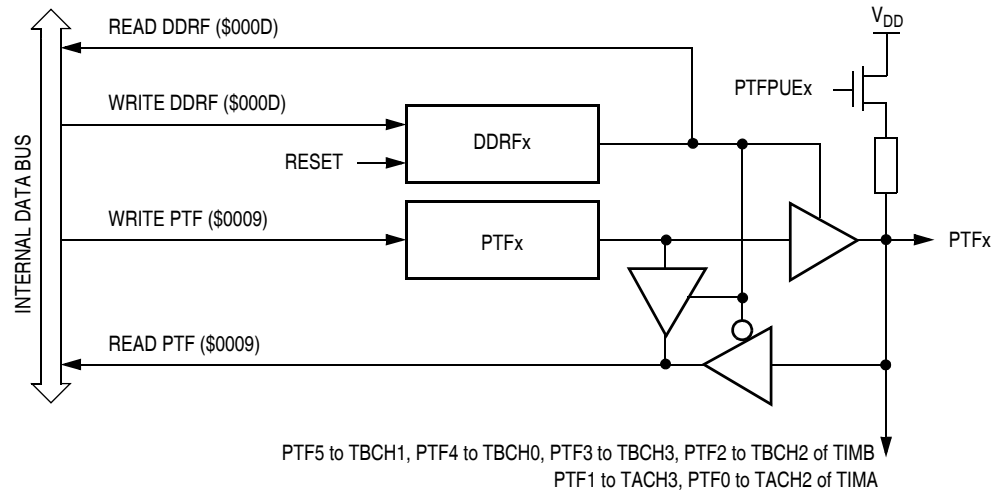 READ DDRF ($000D)
V_DD
PTFPUEx
WRITE DDRF ($000D)
DDRFx
RESET
INTERNAL DATA BUS
WRITE PTF ($0009)
PTFx
PTFx
READ PTF ($0009)
PTF5 to TBCH1, PTF4 to TBCH0, PTF3 to TBCH3, PTF2 to TBCH2 of TIMB
PTF1 to TACH3, PTF0 to TACH2 of TIMA